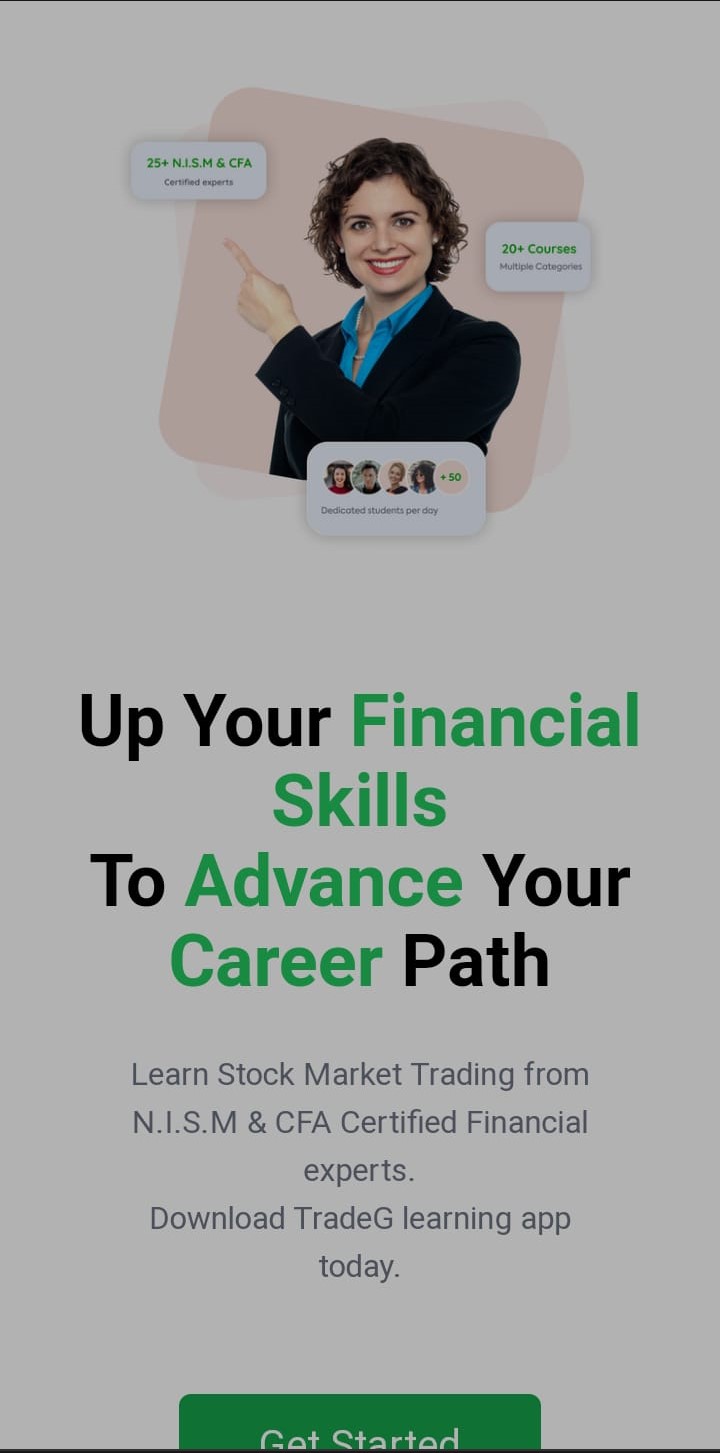 25+ N.I.S.M & CFA
Certified experts
20+ Courses
Multiple Categories
+ 50
Dedicated students per day
Up Your Financial
Skills
To Advance Your
Career Path
Learn Stock Market Trading from
N.I.S.M & CFA Certified Financial
experts.
Download TradeG learning app
today.
Get Started